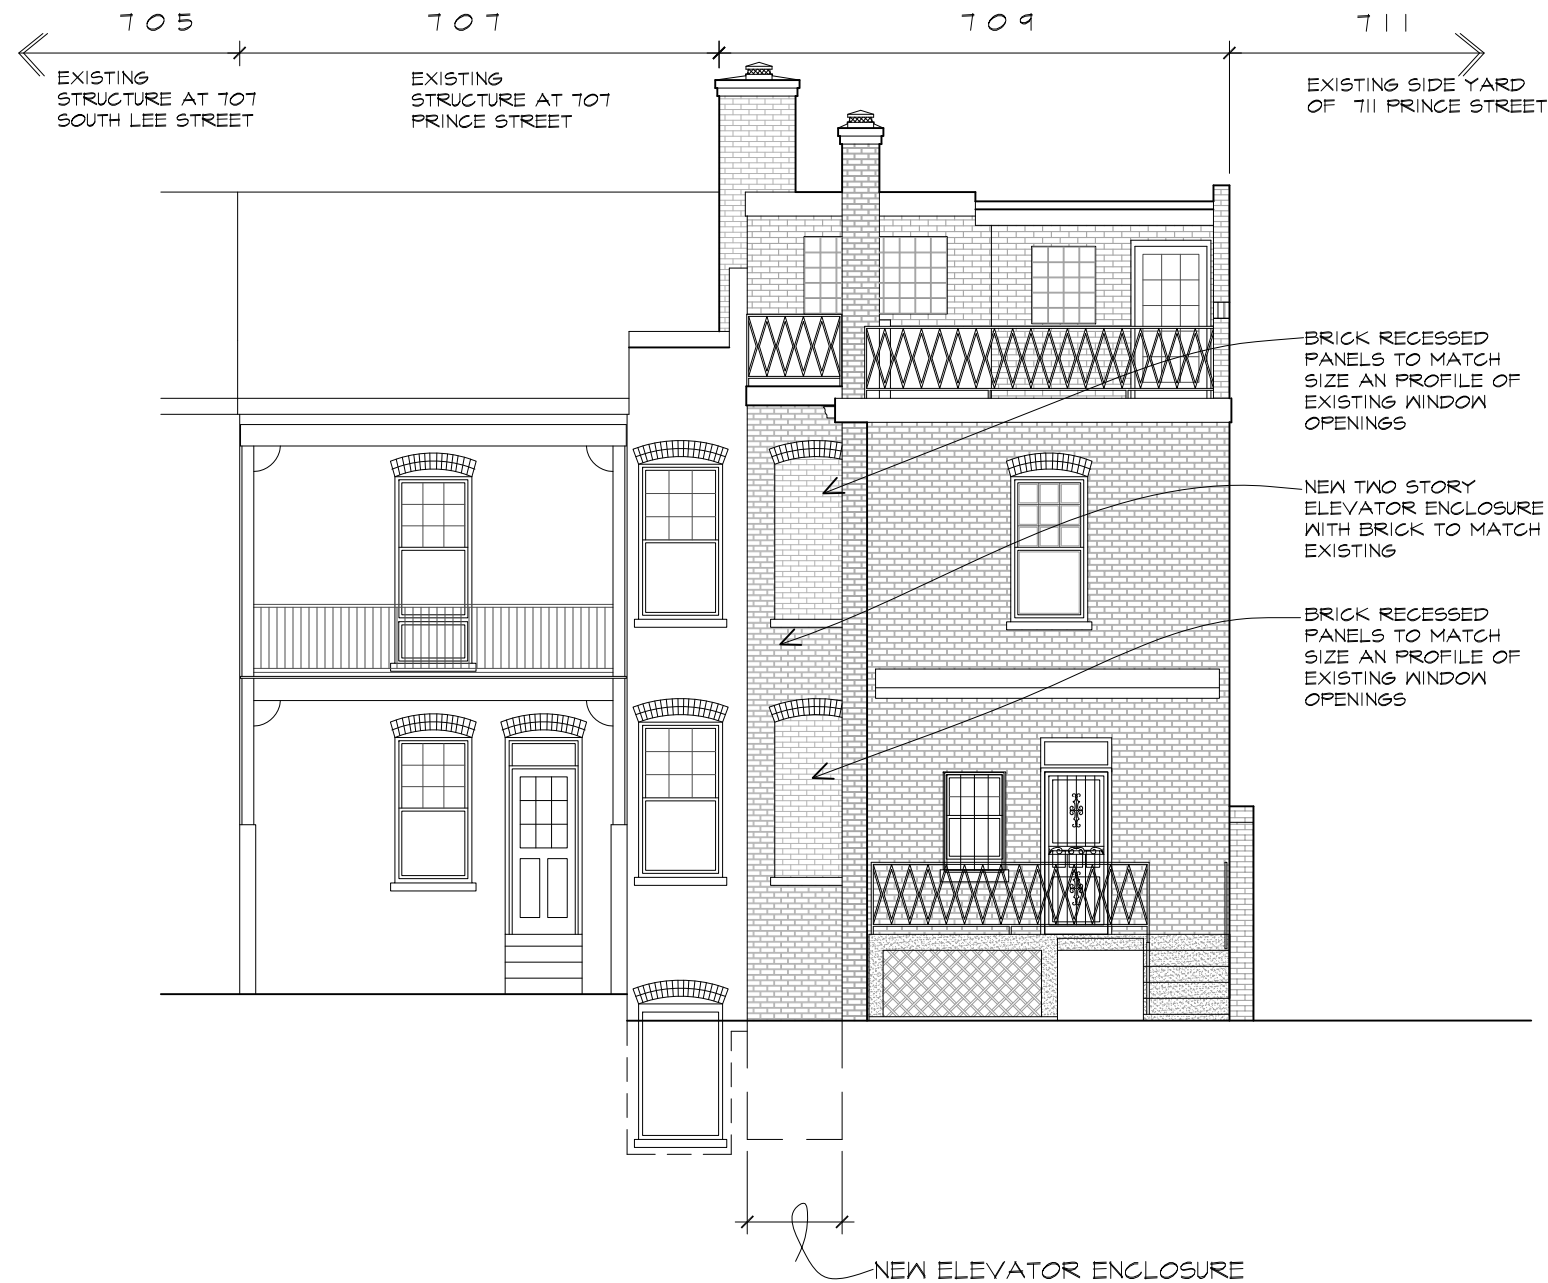 705
707
709
711
EXISTING
STRUCTURE AT 707
SOUTH LEE STREET
EXISTING
STRUCTURE AT 707
PRINCE STREET
EXISTING SIDE YARD
OF 711 PRINCE STREET
BRICK RECESSED
PANELS TO MATCH
SIZE AN PROFILE OF
EXISTING WINDOW
OPENINGS
NEW TWO STORY
ELEVATOR ENCLOSURE
WITH BRICK TO MATCH
EXISTING
BRICK RECESSED
PANELS TO MATCH
SIZE AN PROFILE OF
EXISTING WINDOW
OPENINGS
NEW ELEVATOR ENCLOSURE